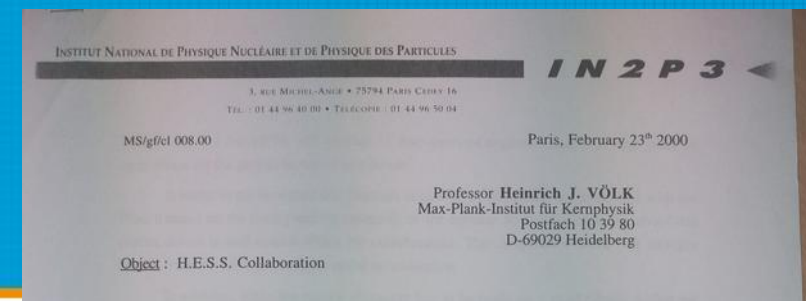 INSTITUT NATIONAL DE PHYSIQUE NUCLÉAIRE ET DE PHYSIQUE DES PARTICULES
IN2P3
3, RUE MICHEL-ANGE • 75794 PARIS CEDEX 16
TÉL. : 01 44 96 40 00 • TÉLÉCOPIE : 01 44 96 50 04
MS/gf/cl 008.00
Paris, February 23th 2000
Professor Heinrich J. VÖLK
Max-Plank-Institut für Kernphysik
Postfach 10 39 80
D-69029 Heidelberg
Object : H.E.S.S. Collaboration